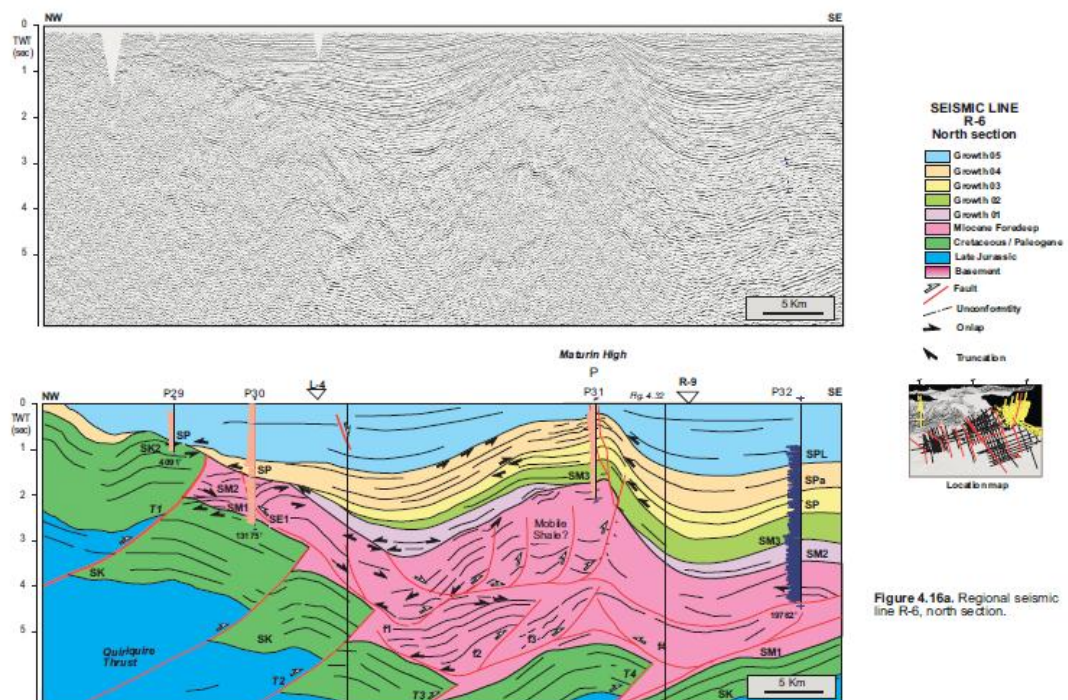 NW
SE
0
TWT
(sec)
1
2
3
4
5
5 Km
SEISMIC LINE
R-6
North section
Growth 05
Growth 04
Growth 03
Growth 02
Growth 01
Miocene Foredeep
Cretaceous / Paleogene
Late Jurassic
Basement
Fault
Unconformtity
Onlap
Truncation
Location map
Figure 4.16a. Regional seismic
line R-6, north section.
Maturin High
NW
P29
P30
L-4
P
P31
Fig. 4.32
R-9
P32
SE
0
TWT
(sec)
1
2
3
4
5
SP
SK2
4091'
SP
SM2
SM1
SE1
13175'
T1
SK
SK
Quiriquire
Thrust
T2
T3
T4
f1
f2
f3
f4
Mobile
Shale?
SM3
SPL
SPa
SP
SM3
SM2
19782'
SM1
SK
5 Km